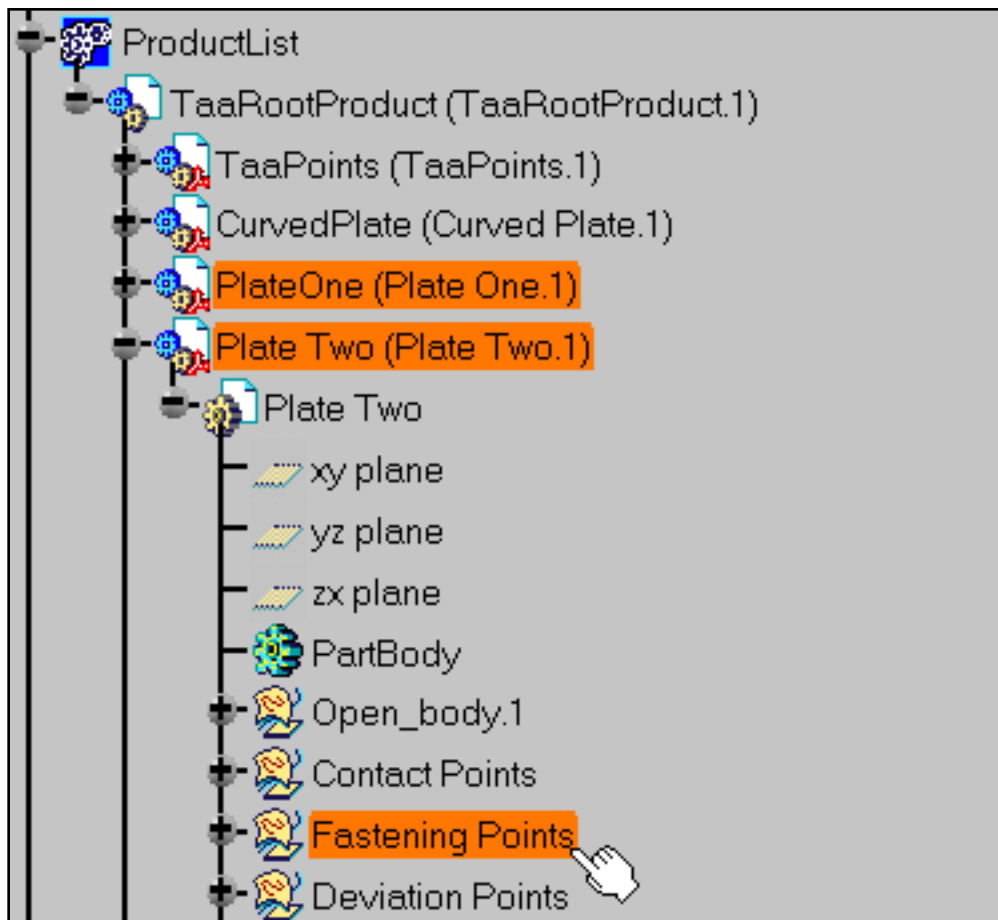 ProductList
TaaRootProduct (TaaRootProduct.1)
TaaPoints (TaaPoints.1)
CurvedPlate (Curved Plate.1)
PlateOne (Plate One.1)
Plate Two (Plate Two.1)
Plate Two
xy plane
yz plane
zx plane
PartBody
Open_body.1
Contact Points
Fastening Points
Deviation Points